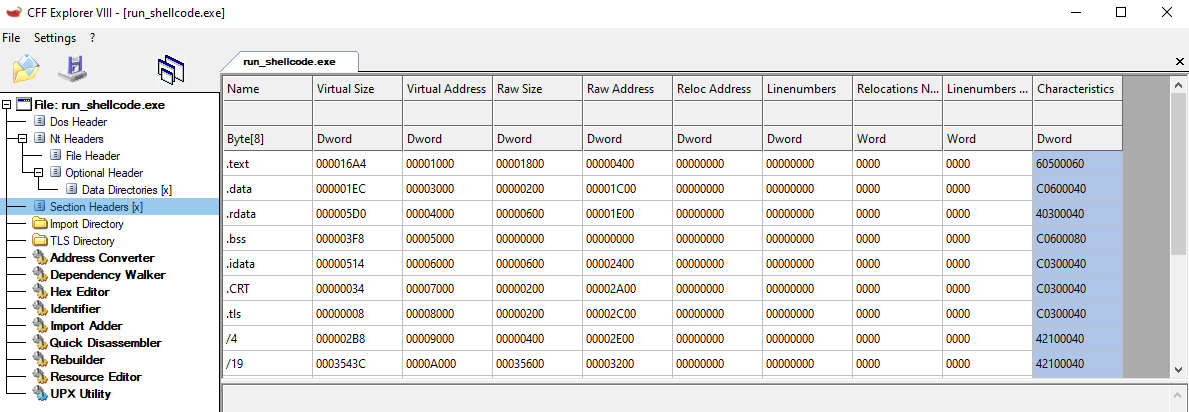 CFF Explorer VIII - [run_shellcode.exe]
File Settings ?
run_shellcode.exe
File: run_shellcode.exe
Dos Header
Nt Headers
File Header
Optional Header
Data Directories [x]
Section Headers [x]
Import Directory
TLS Directory
Address Converter
Dependency Walker
Hex Editor
Identifier
Import Adder
Quick Disassembler
Rebuilder
Resource Editor
UPX Utility
Name Virtual Size Virtual Address Raw Size Raw Address Reloc Address Linenumbers Relocations N... Linenumbers ... Characteristics
Byte[8] Dword Dword Dword Dword Dword Dword Word Word Dword
.text 000016A4 00001000 00001800 00000400 00000000 00000000 0000 0000 60500060
.data 000001EC 00003000 00000200 00001C00 00000000 00000000 0000 0000 C0600040
.rdata 000005D0 00004000 00000600 00001E00 00000000 00000000 0000 0000 40300040
.bss 000003F8 00005000 00000000 00000000 00000000 00000000 0000 0000 C0600080
.idata 00000514 00006000 00000600 00002400 00000000 00000000 0000 0000 C0300040
.CRT 00000034 00007000 00000200 00002A00 00000000 00000000 0000 0000 C0300040
.tls 00000008 00008000 00000200 00002C00 00000000 00000000 0000 0000 C0300040
/4 000002B8 00009000 00000400 00002E00 00000000 00000000 0000 0000 42100040
/19 0003543C 0000A000 00035600 00003200 00000000 00000000 0000 0000 42100040